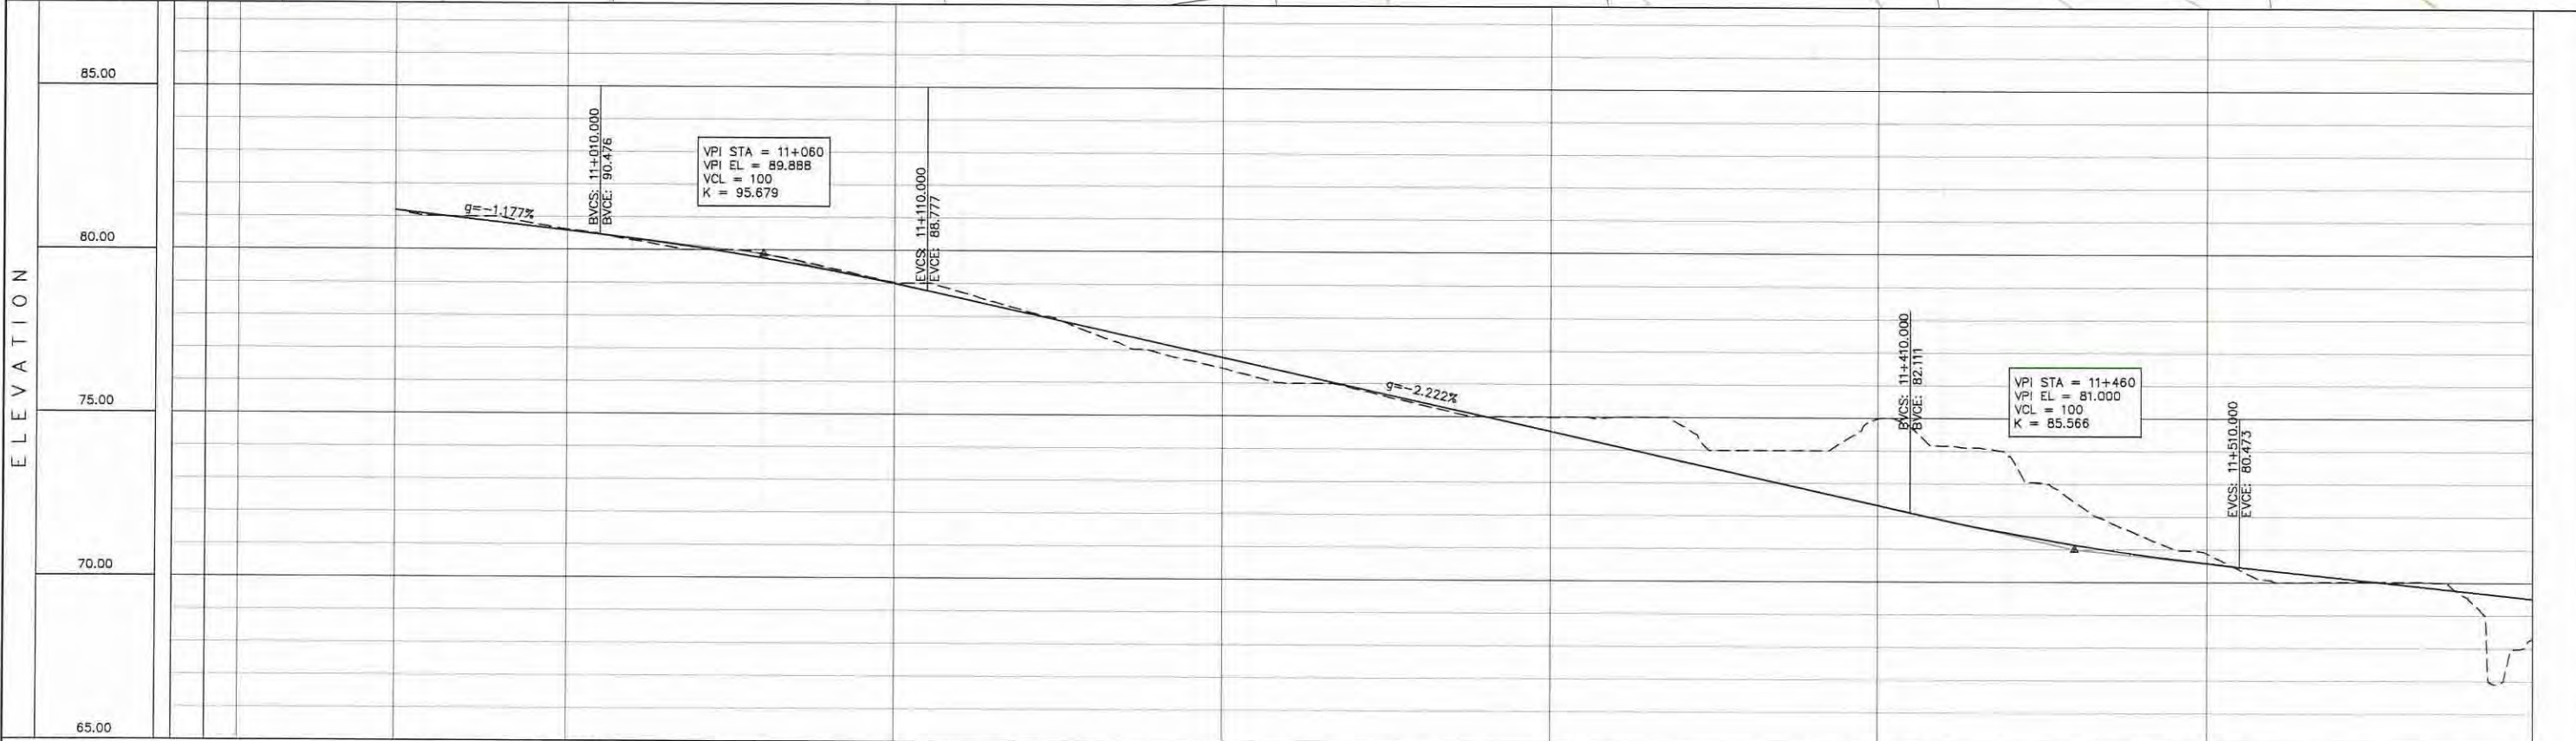 ELEVATION
85.00
80.00
75.00
70.00
65.00
g=-1.177%
BVCS: 11+010.000
BVCE: 90.476
VPI STA = 11+060
VPI EL = 89.888
VCL = 100
K = 95.679
EVCS: 11+110.000
EVCE: 88.777
g=-2.222%
BVCS: 11+410.000
BVCE: 82.111
VPI STA = 11+460
VPI EL = 81.000
VCL = 100
K = 85.566
EVCS: 11+510.000
EVCE: 80.473